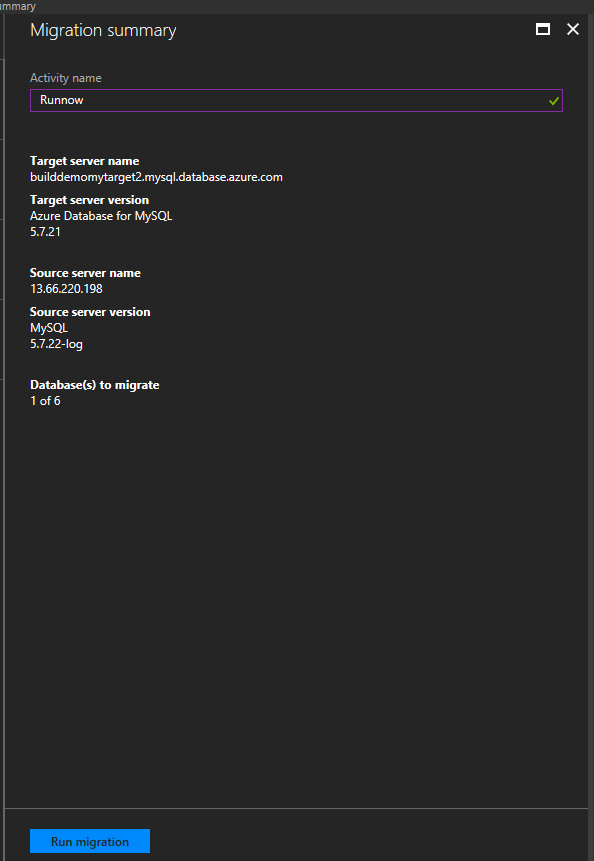 ummary
Migration summary
Activity name
Runnow
Target server name
builddemomytarget2.mysql.database.azure.com
Target server version
Azure Database for MySQL
5.7.21
Source server name
13.66.220.198
Source server version
MySQL
5.7.22-log
Database(s) to migrate
1 of 6
Run migration